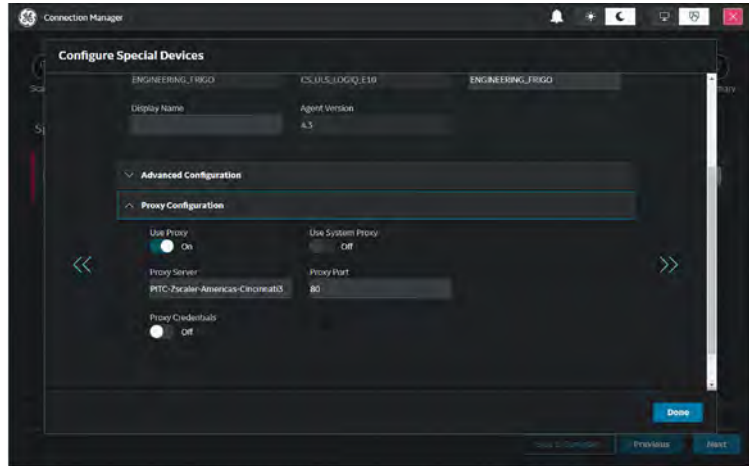 Connection Manager
Configure Special Devices
ENGINEERING_FRIGO CS_ULS_LOGIQ_E10 ENGINEERING_FRIGO
Display Name Agent Version
4.3
Advanced Configuration
Proxy Configuration
Use Proxy Use System Proxy
On Off
Proxy Server Proxy Port
PITC-Zscaler-Americas-Cincinnati3 80
Proxy Credentials
Off
Done
Previous Next